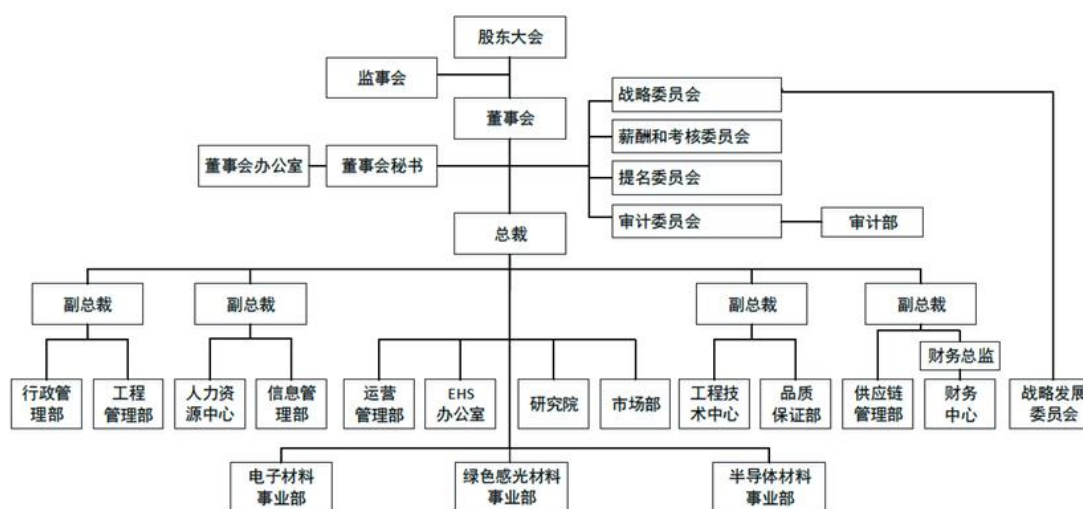 股东大会
监事会
董事会
战略委员会
薪酬和考核委员会
董事会办公室
董事会秘书
提名委员会
审计委员会
审计部
总裁
副总裁
副总裁
副总裁
副总裁
财务总监
行政管
理部
工程
管理部
人力资
源中心
信息管
理部
运营
管理部
EHS
办公室
研究院
市场部
工程技
术中心
品质
保证部
供应链
管理部
财务
中心
战略发展
委员会
电子材料
事业部
绿色感光材料
事业部
半导体材料
事业部